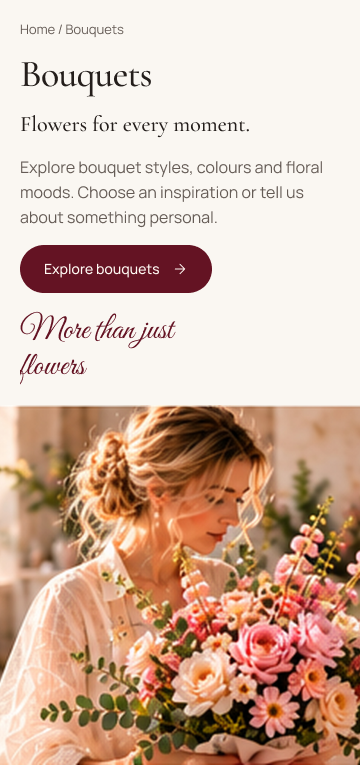 Home / Bouquets
Bouquets
Flowers for every moment.
Explore bouquet styles, colours and floral
moods. Choose an inspiration or tell us
about something personal.
Explore bouquets →
More than just
flowers